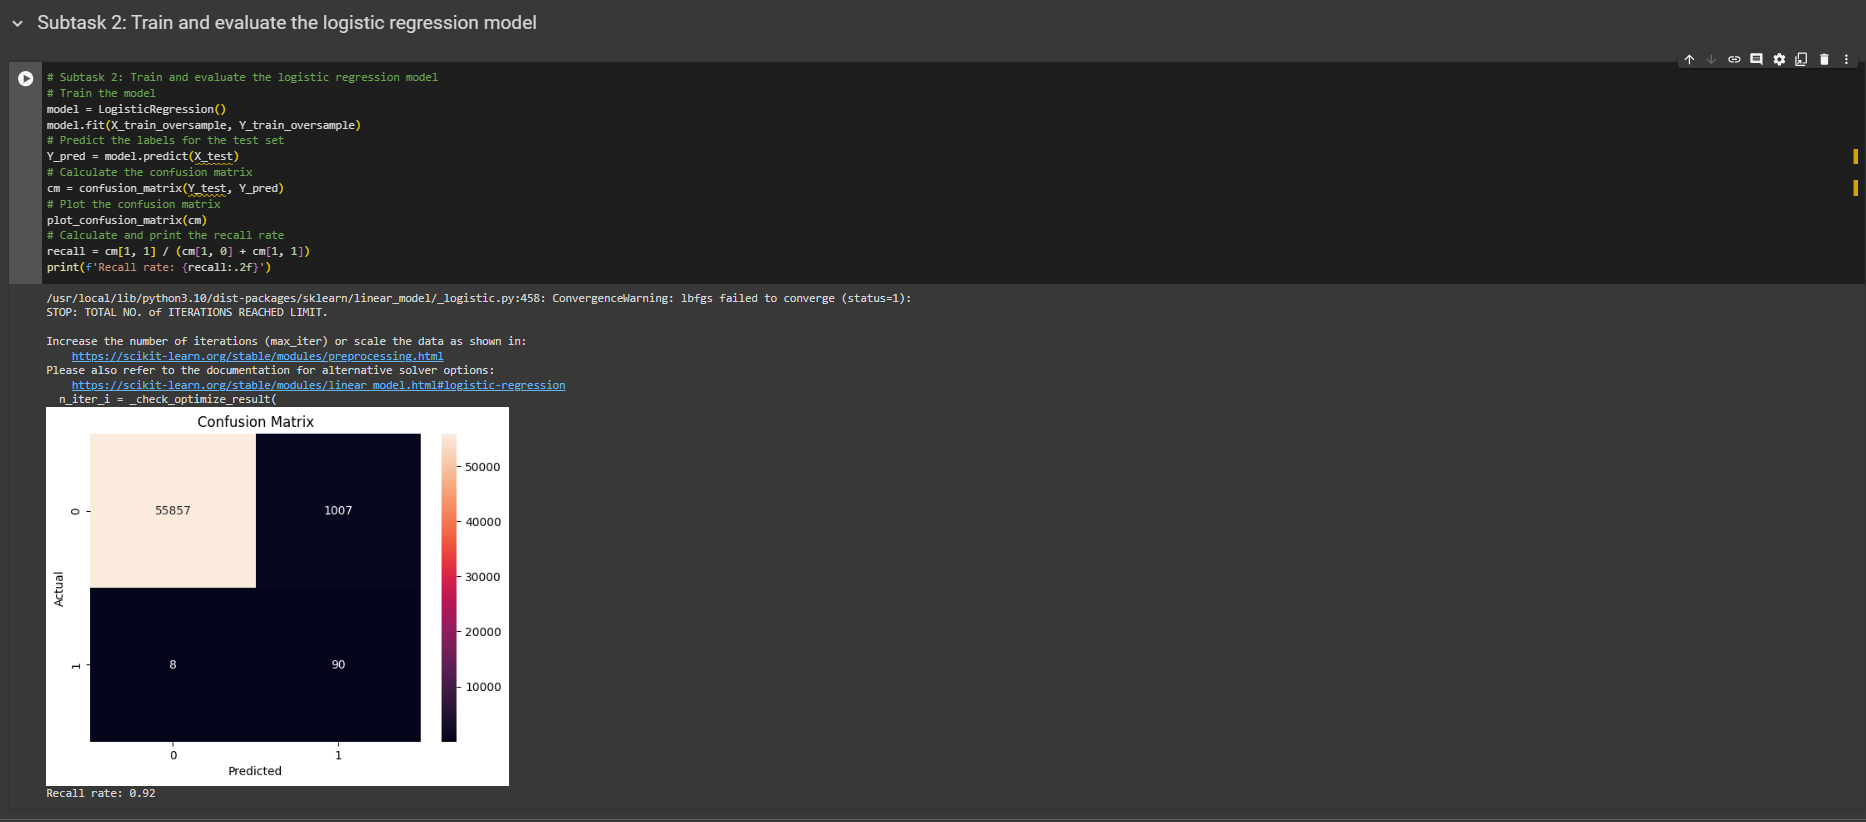 Subtask 2: Train and evaluate the logistic regression model
# Subtask 2: Train and evaluate the logistic regression model
# Train the model
model = LogisticRegression()
model.fit(X_train_oversample, Y_train_oversample)
# Predict the labels for the test set
Y_pred = model.predict(X_test)
# Calculate the confusion matrix
cm = confusion_matrix(Y_test, Y_pred)
# Plot the confusion matrix
plot_confusion_matrix(cm)
# Calculate and print the recall rate
recall = cm[1, 1] / (cm[1, 0] + cm[1, 1])
print(f'Recall rate: {recall:.2f}')
/usr/local/lib/python3.10/dist-packages/sklearn/linear_model/_logistic.py:458: ConvergenceWarning: lbfgs failed to converge (status=1):
STOP: TOTAL NO. of ITERATIONS REACHED LIMIT.
Increase the number of iterations (max_iter) or scale the data as shown in:
https://scikit-learn.org/stable/modules/preprocessing.html
Please also refer to the documentation for alternative solver options:
https://scikit-learn.org/stable/modules/linear_model.html#logistic-regression
n_iter_i = _check_optimize_result(
Confusion Matrix
50000
0 55857 1007
40000
30000
Actual
20000
1 8 90
10000
0 1
Predicted
Recall rate: 0.92